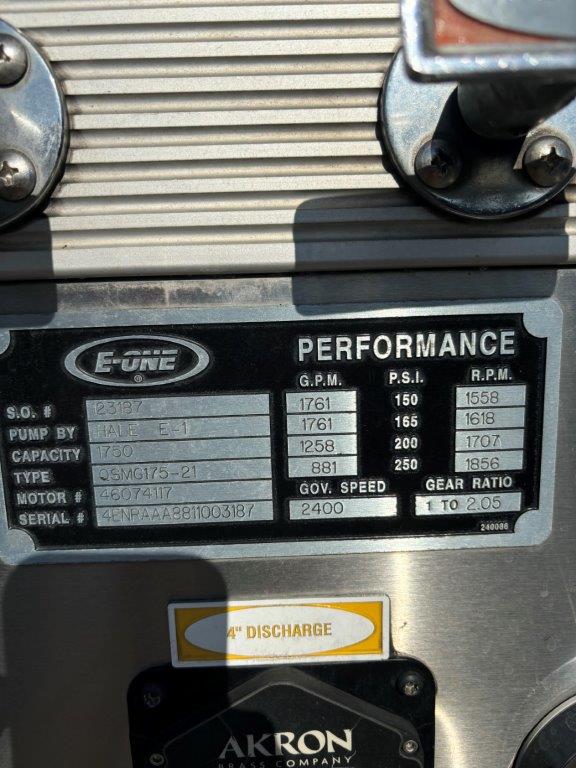 E-ONE
®
PERFORMANCE
G.P.M. P.S.I. R.P.M.
S.O. # 123187 1761 150 1558
PUMP BY HALE E-1 1761 165 1618
CAPACITY 1750 1258 200 1707
TYPE QSMG175-21 881 250 1856
MOTOR # 46074117 GOV. SPEED GEAR RATIO
SERIAL # 4ENRAAA8811003187 2400 1 TO 2.05
240086
4" DISCHARGE
AKRON
BRASS COMPANY